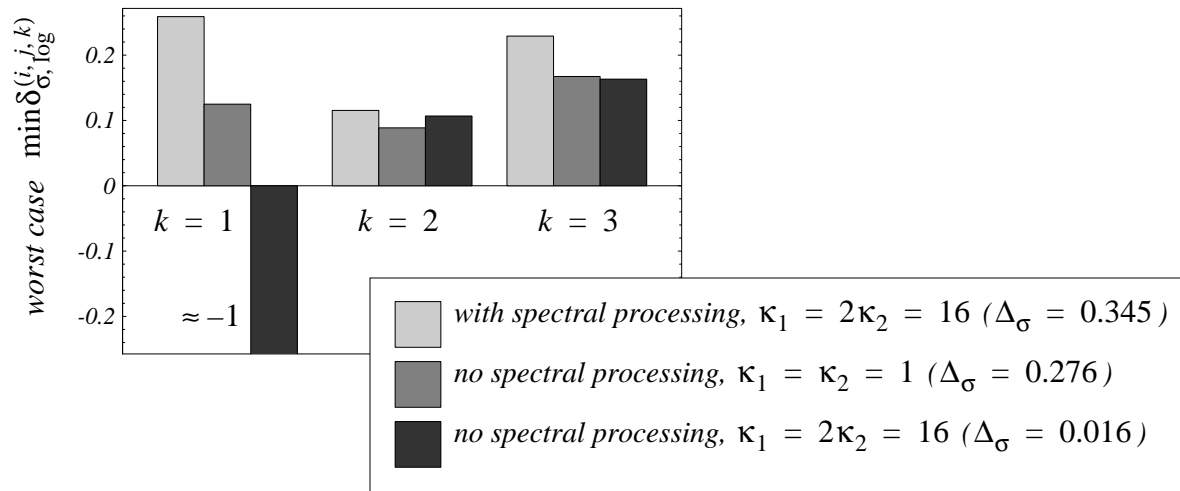 worst case min δσ, log(i, j, k)
0.2
0.1
0
-0.1
-0.2
k = 1
k = 2
k = 3
≈ –1
with spectral processing, κ₁ = 2κ₂ = 16 (Δσ = 0.345)
no spectral processing, κ₁ = κ₂ = 1 (Δσ = 0.276)
no spectral processing, κ₁ = 2κ₂ = 16 (Δσ = 0.016)